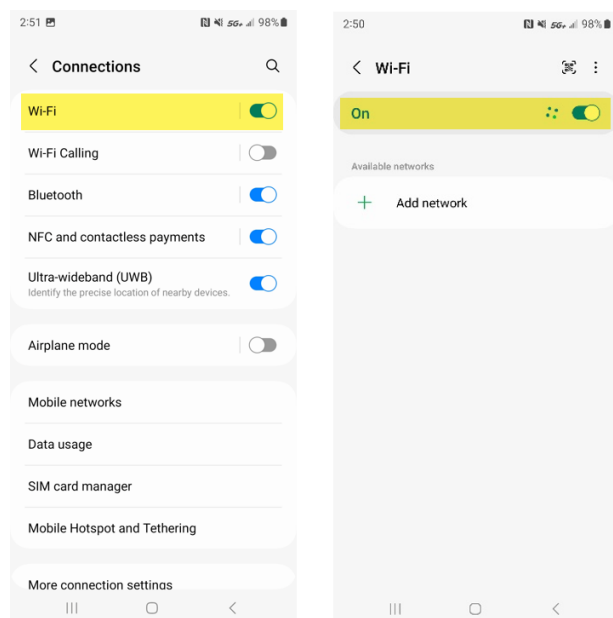 2:51 5G+ 98%
Connections
Wi-Fi
Wi-Fi Calling
Bluetooth
NFC and contactless payments
Ultra-wideband (UWB)
Identify the precise location of nearby devices.
Airplane mode
Mobile networks
Data usage
SIM card manager
Mobile Hotspot and Tethering
More connection settings
2:50 5G+ 98%
Wi-Fi
On
Available networks
Add network